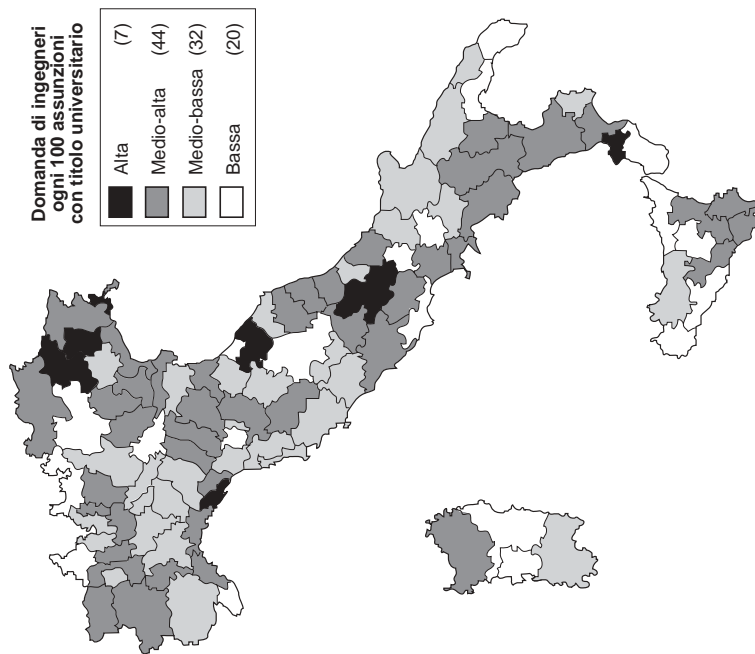 Domanda di ingegneri
ogni 100 assunzioni
con titolo universitario
Alta (7)
Medio-alta (44)
Medio-bassa (32)
Bassa (20)